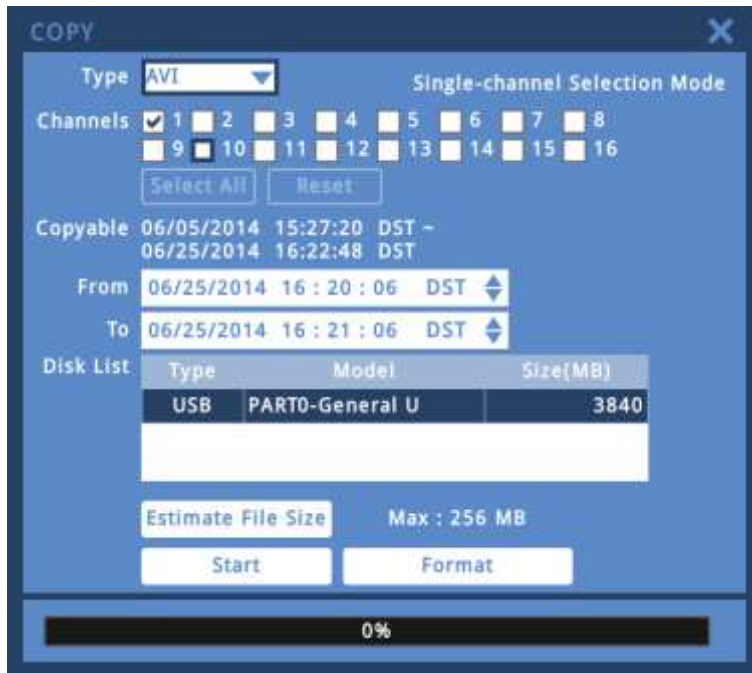 COPY
Type AVI Single-channel Selection Mode
Channels 1 2 3 4 5 6 7 8
9 10 11 12 13 14 15 16
Select All Reset
Copyable 06/05/2014 15:27:20 DST ~
06/25/2014 16:22:48 DST
From 06/25/2014 16 : 20 : 06 DST
To 06/25/2014 16 : 21 : 06 DST
Disk List Type Model Size(MB)
USB PART0-General U 3840
Estimate File Size Max : 256 MB
Start Format
0%